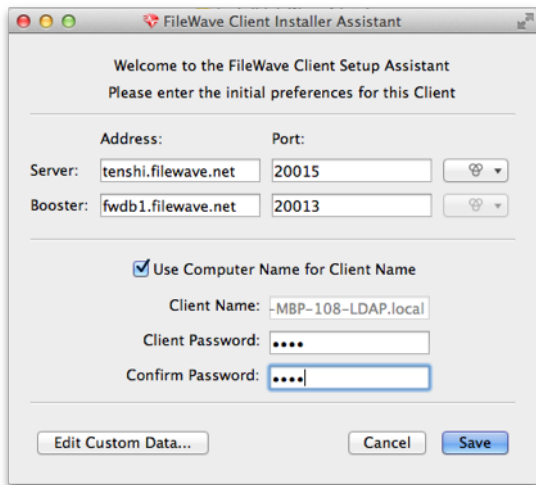 FileWave Client Installer Assistant
Welcome to the FileWave Client Setup Assistant
Please enter the initial preferences for this Client
Address: Port:
Server: tenshi.filewave.net 20015
Booster: fwdb1.filewave.net 20013
Use Computer Name for Client Name
Client Name: -MBP-108-LDAP.local
Client Password: ••••
Confirm Password: ••••
Edit Custom Data... Cancel Save